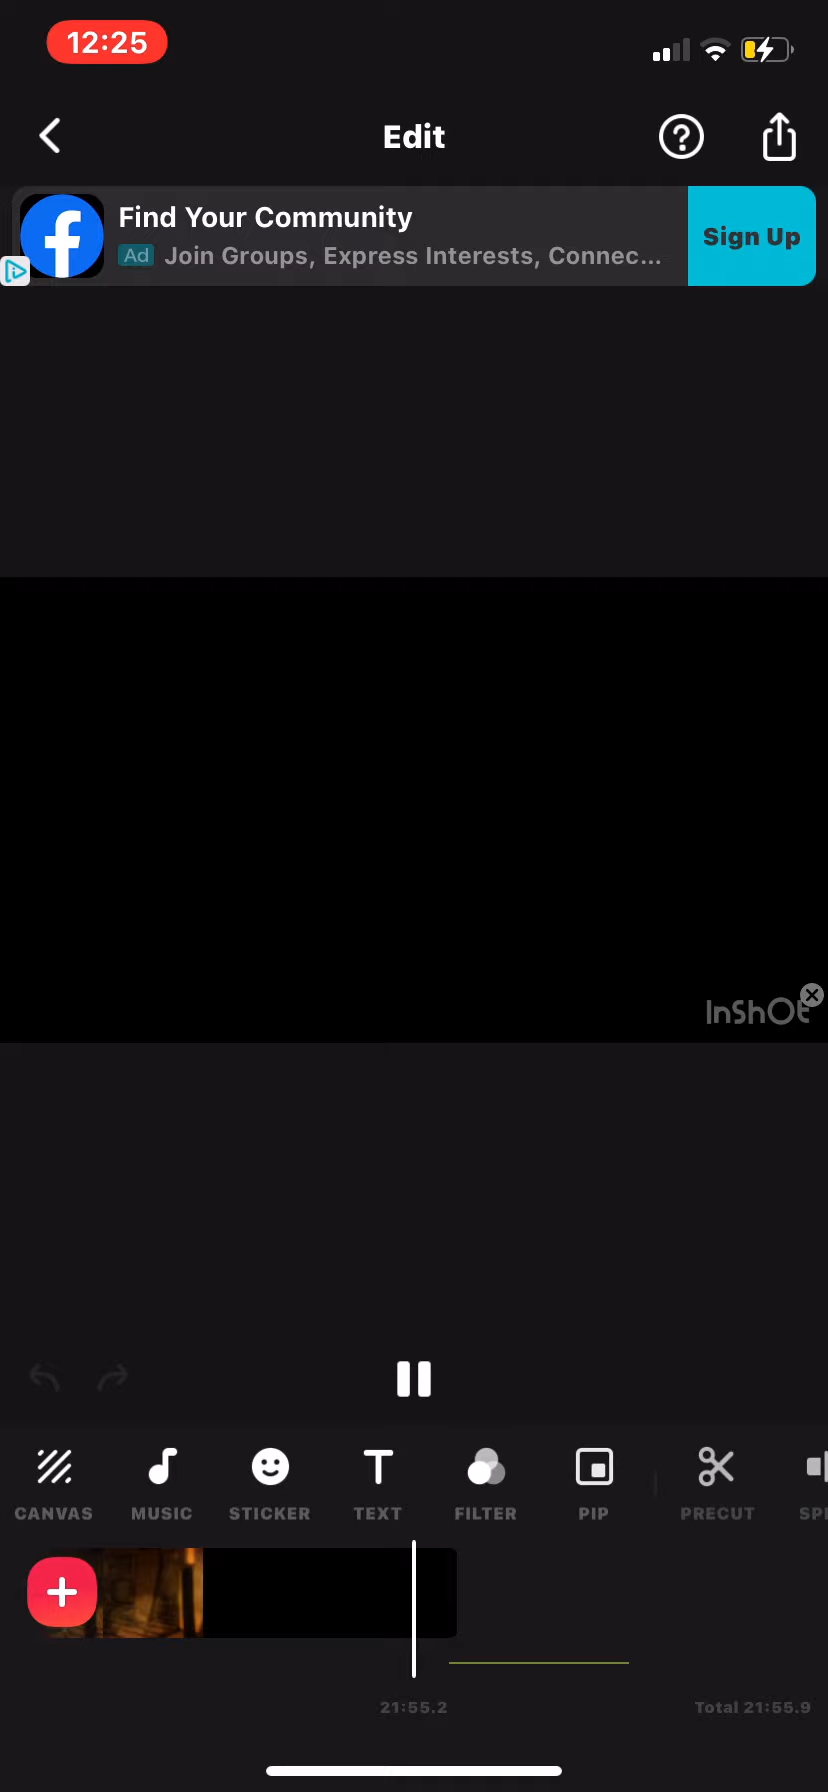 12:25
Edit
Find Your Community
Ad Join Groups, Express Interests, Connec...
Sign Up
InShOt
CANVAS MUSIC STICKER TEXT FILTER PIP PRECUT SPL
21:55.2
Total 21:55.9